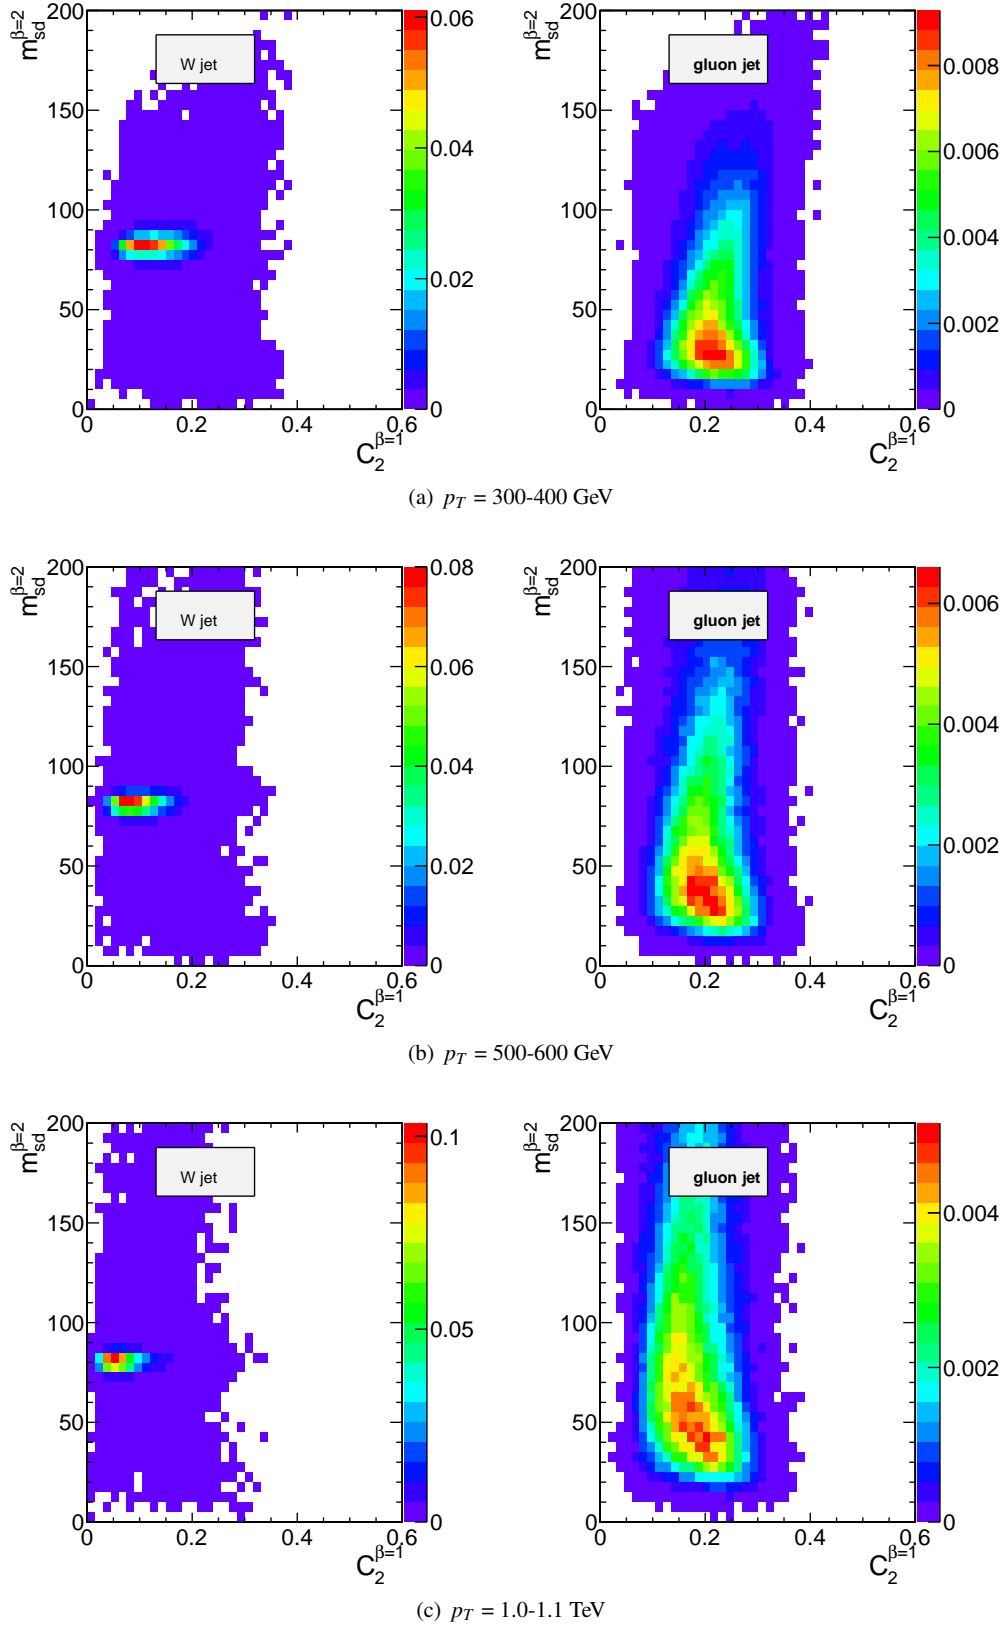 m_sd^β=2
200
150
100
50
0
W jet
0 0.2 0.4 0.6
C_2^β=1
0.06
0.04
0.02
0
m_sd^β=2
200
150
100
50
0
gluon jet
0 0.2 0.4 0.6
C_2^β=1
0.008
0.006
0.004
0.002
0
(a) p_T = 300-400 GeV
m_sd^β=2
200
150
100
50
0
W jet
0 0.2 0.4 0.6
C_2^β=1
0.08
0.06
0.04
0.02
0
m_sd^β=2
200
150
100
50
0
gluon jet
0 0.2 0.4 0.6
C_2^β=1
0.006
0.004
0.002
0
(b) p_T = 500-600 GeV
m_sd^β=2
200
150
100
50
0
W jet
0 0.2 0.4 0.6
C_2^β=1
0.1
0.05
0
m_sd^β=2
200
150
100
50
0
gluon jet
0 0.2 0.4 0.6
C_2^β=1
0.004
0.002
0
(c) p_T = 1.0-1.1 TeV